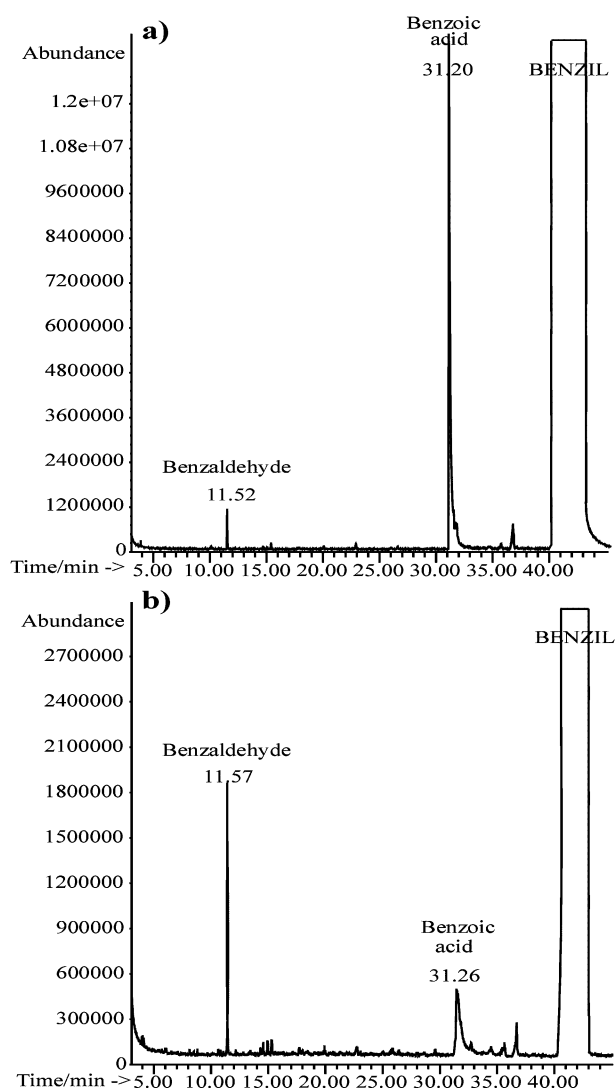 a)
Abundance
Benzoic
acid
31.20
BENZIL
1.2e+07
1.08e+07
9600000
8400000
7200000
6000000
4800000
3600000
2400000
Benzaldehyde
11.52
1200000
0
Time/min -> 5.00 10.00 15.00 20.00 25.00 30.00 35.00 40.00
b)
Abundance
BENZIL
2700000
2400000
2100000
Benzaldehyde
11.57
1800000
1500000
1200000
900000
Benzoic
acid
31.26
600000
300000
0
Time/min-> 5.00 10.00 15.00 20.00 25.00 30.00 35.00 40.00